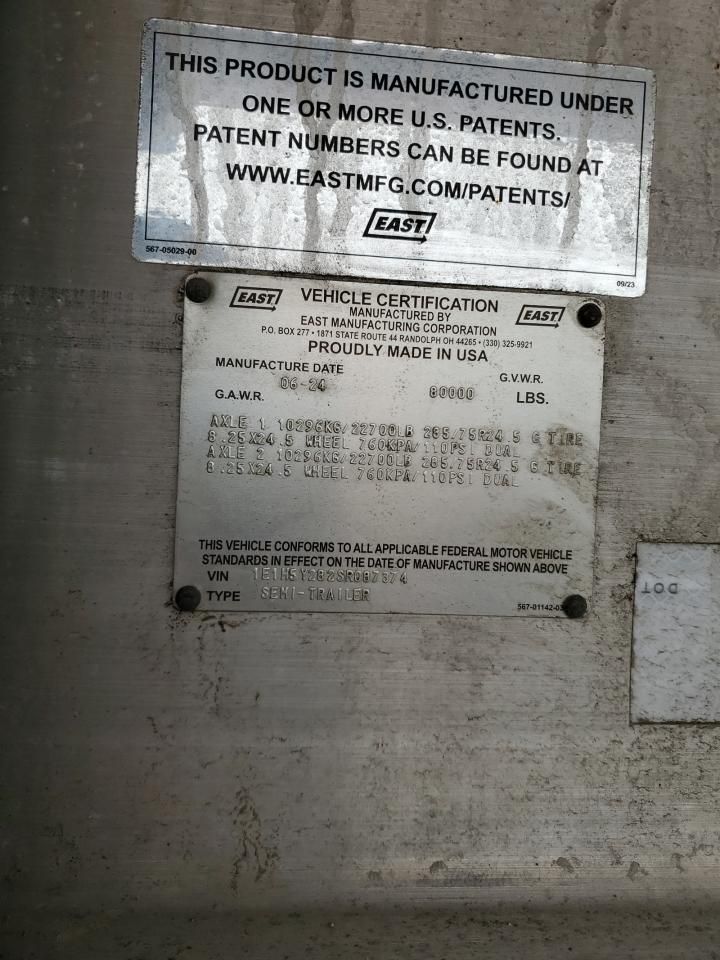 THIS PRODUCT IS MANUFACTURED UNDER
ONE OR MORE U.S. PATENTS.
PATENT NUMBERS CAN BE FOUND AT
WWW.EASTMFG.COM/PATENTS/
EAST
567-05029-00
09/23
EAST
VEHICLE CERTIFICATION
EAST
MANUFACTURED BY
EAST MANUFACTURING CORPORATION
P.O. BOX 277 • 1871 STATE ROUTE 44 RANDOLPH OH 44265 • (330) 325-9921
PROUDLY MADE IN USA
MANUFACTURE DATE
G.V.W.R.
06-24
80000 LBS.
G.A.W.R.
AXLE 1 10296KG/22700LB 285/75R24.5 G TIRE
8.25X24.5 WHEEL 760KPA/110PSI DUAL
AXLE 2 10296KG/22700LB 285/75R24.5 G TIRE
8.25X24.5 WHEEL 760KPA/110PSI DUAL
THIS VEHICLE CONFORMS TO ALL APPLICABLE FEDERAL MOTOR VEHICLE
STANDARDS IN EFFECT ON THE DATE OF MANUFACTURE SHOWN ABOVE
VIN 1E1H5Y282SR087374
TYPE SEMI-TRAILER
567-01142-03
DOT